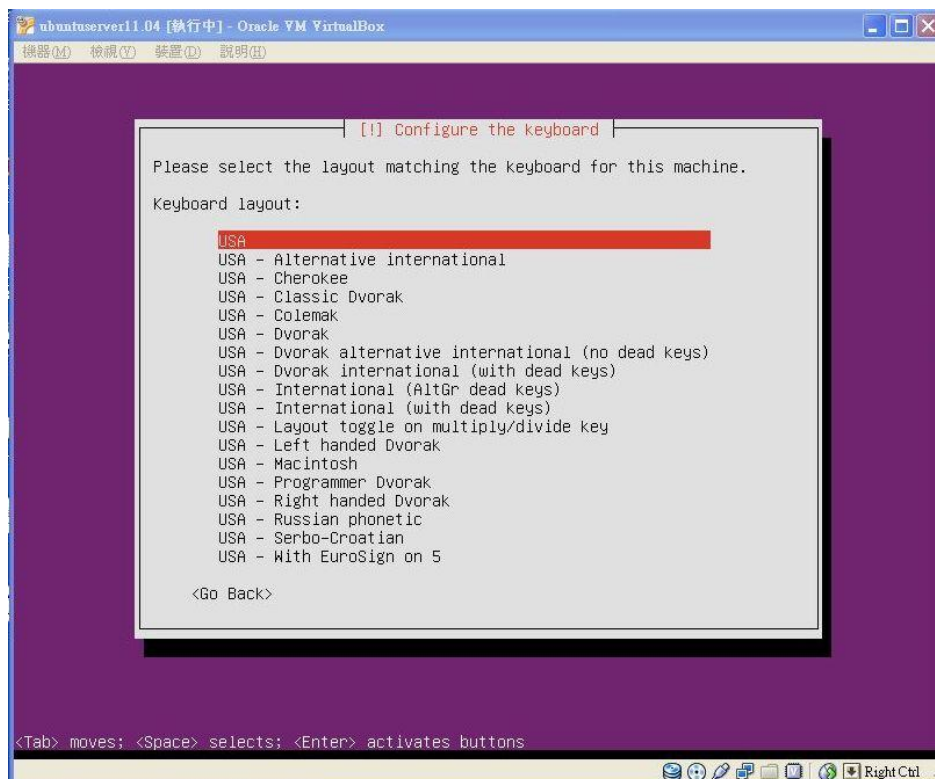 ubuntuserver11.04 [執行中] - Oracle VM VirtualBox
機器(M) 檢視(V) 裝置(D) 說明(H)
[!] Configure the keyboard
Please select the layout matching the keyboard for this machine.
Keyboard layout:
USA
USA - Alternative international
USA - Cherokee
USA - Classic Dvorak
USA - Colemak
USA - Dvorak
USA - Dvorak alternative international (no dead keys)
USA - Dvorak international (with dead keys)
USA - International (AltGr dead keys)
USA - International (with dead keys)
USA - Layout toggle on multiply/divide key
USA - Left handed Dvorak
USA - Macintosh
USA - Programmer Dvorak
USA - Right handed Dvorak
USA - Russian phonetic
USA - Serbo-Croatian
USA - With EuroSign on 5
<Go Back>
<Tab> moves; <Space> selects; <Enter> activates buttons
Right Ctrl